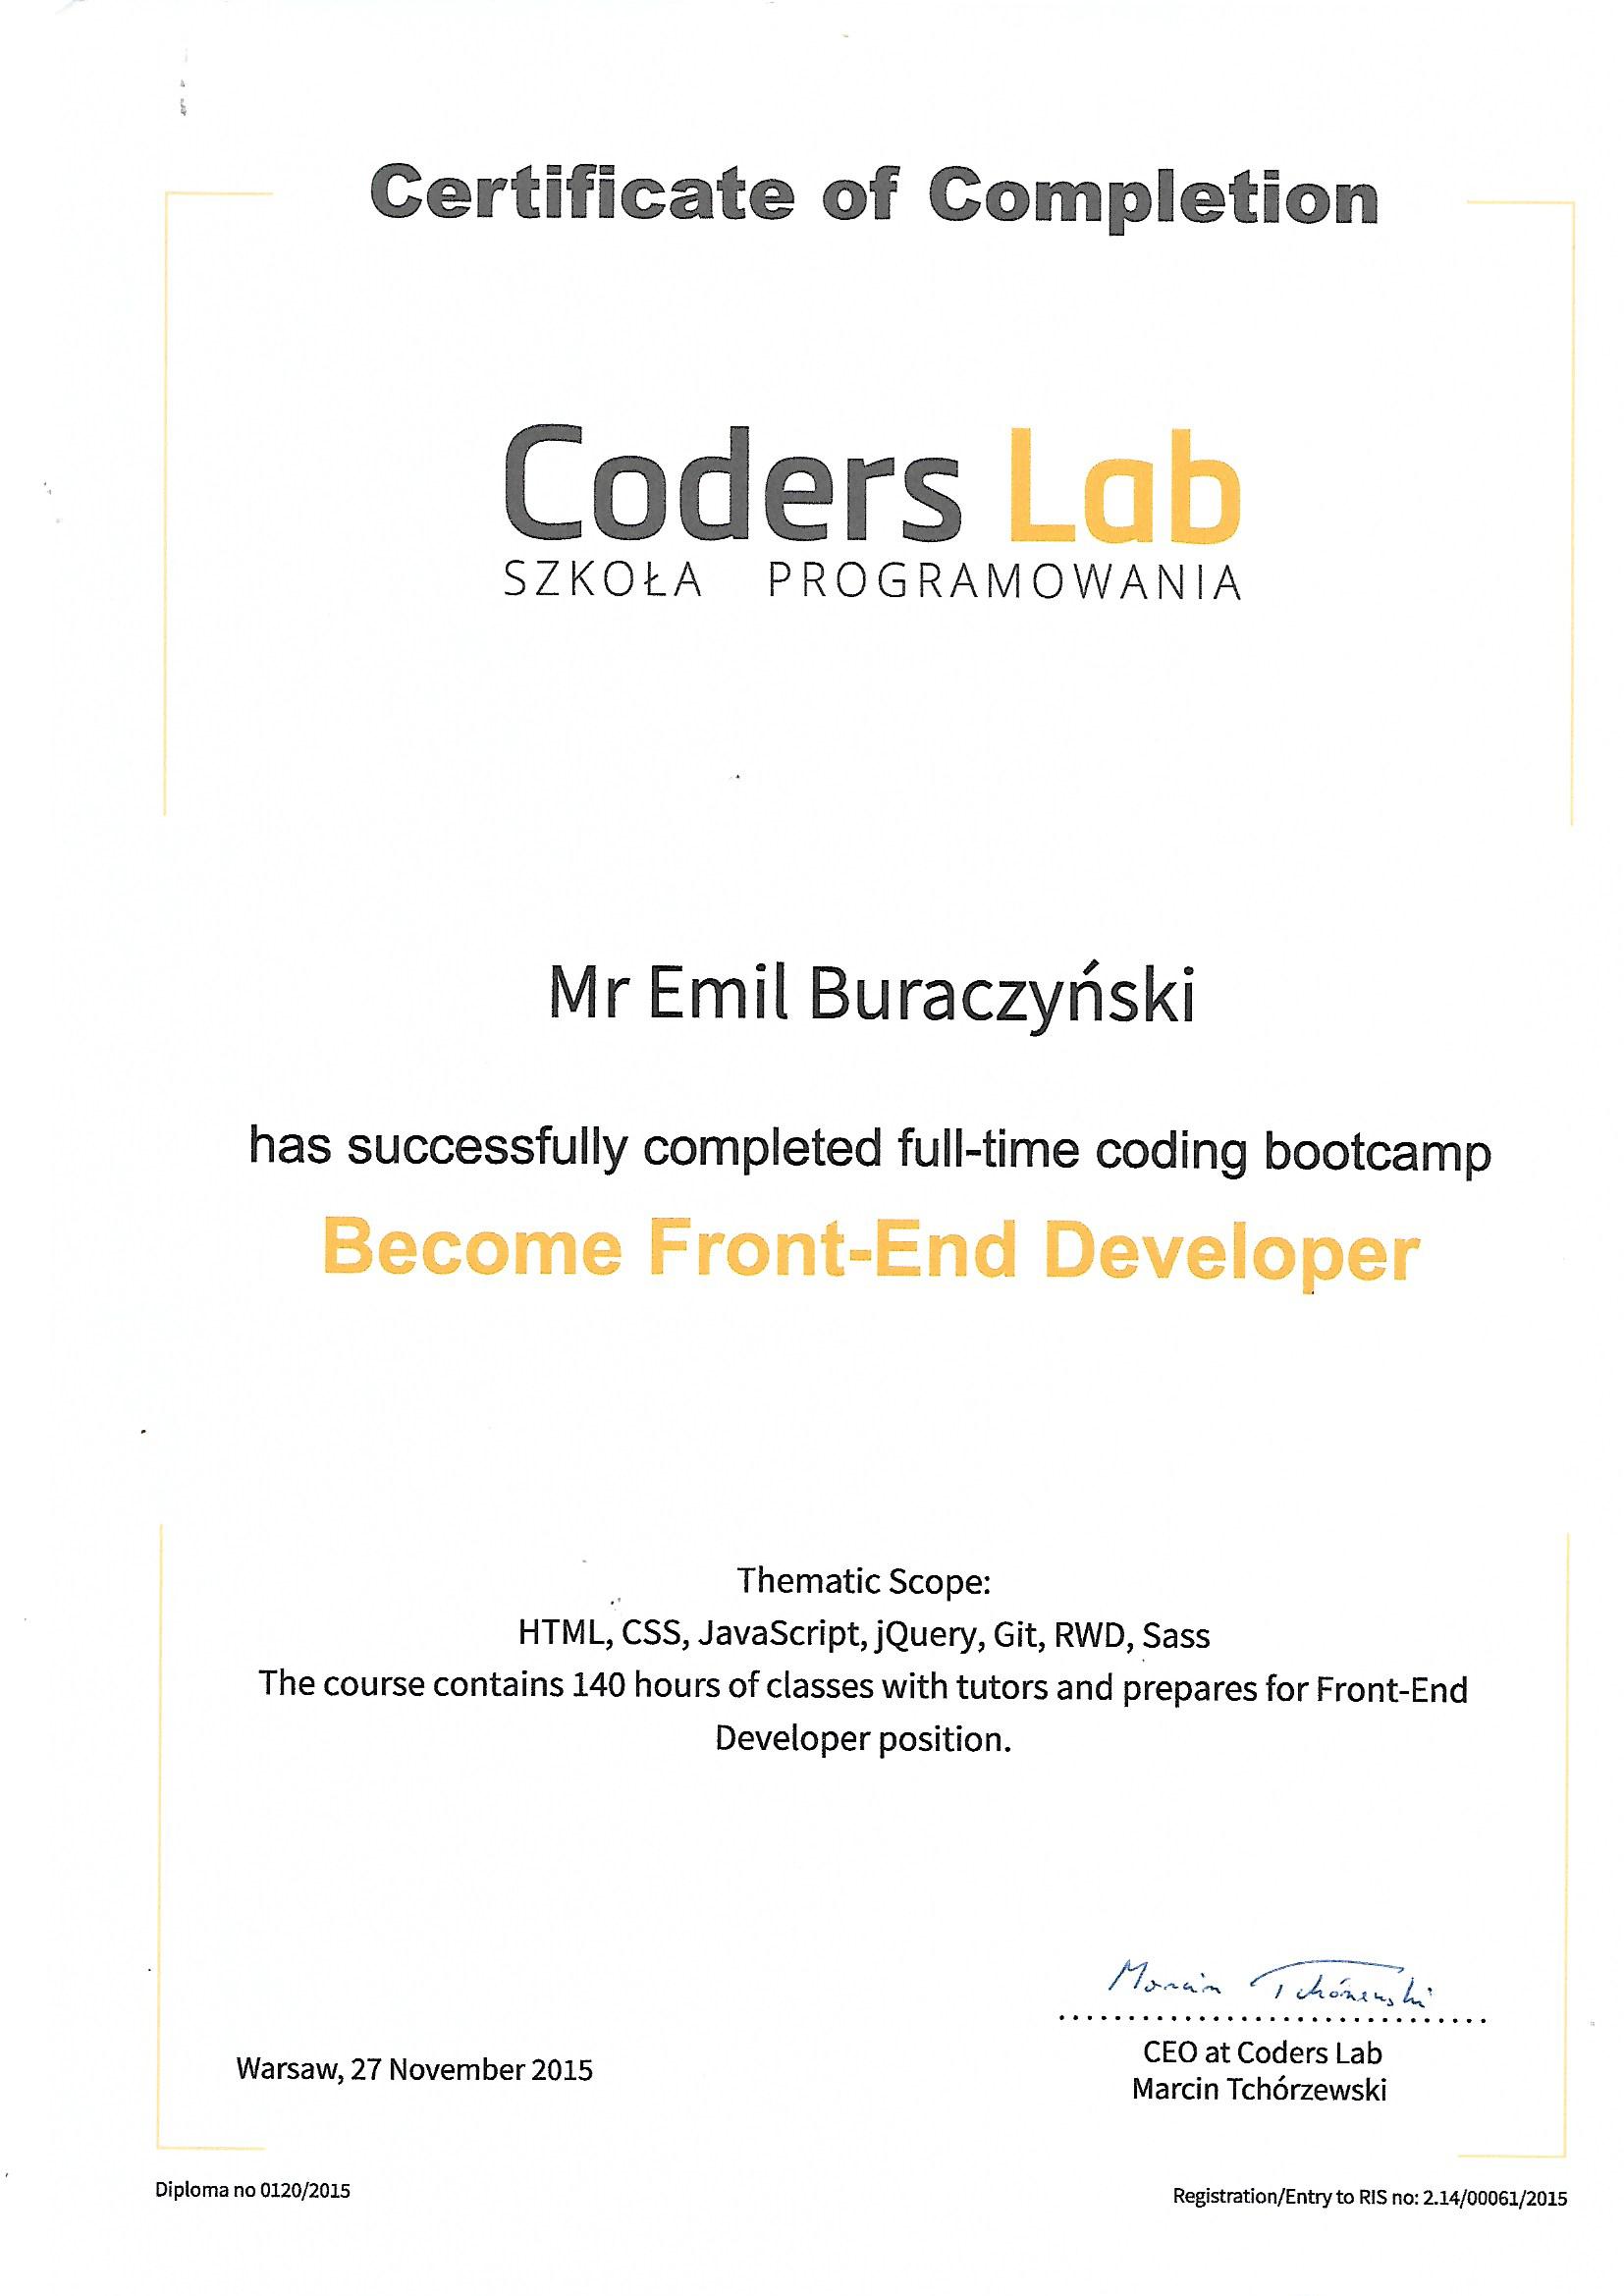 Certificate of Completion
Coders Lab
SZKOŁA PROGRAMOWANIA
Mr Emil Buraczyński
has successfully completed full-time coding bootcamp
Become Front-End Developer
Thematic Scope:
HTML, CSS, JavaScript, jQuery, Git, RWD, Sass
The course contains 140 hours of classes with tutors and prepares for Front-End
Developer position.
Marcin Tchórzewski
CEO at Coders Lab
Warsaw, 27 November 2015
Marcin Tchórzewski
Diploma no 0120/2015
Registration/Entry to RIS no: 2.14/00061/2015